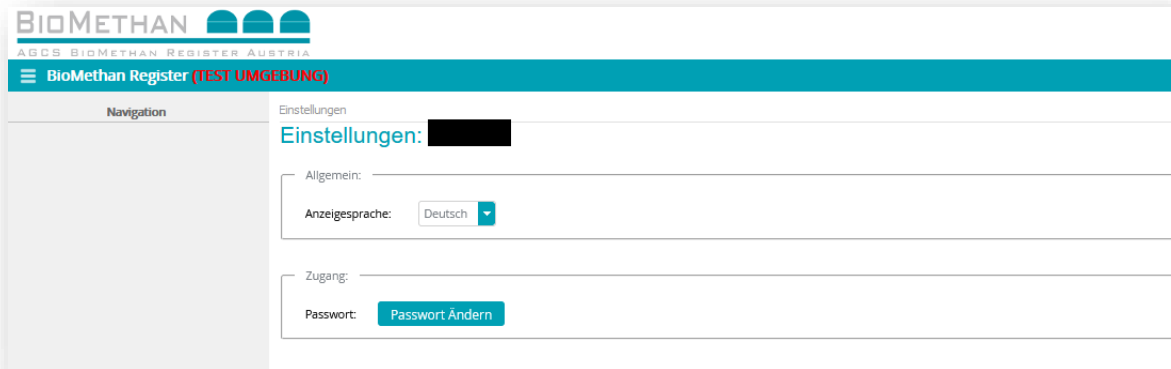 BIOMETHAN
AGCS BIOMETHAN REGISTER AUSTRIA
BioMethan Register (TEST UMGEBUNG)
Navigation
Einstellungen
Einstellungen:
Allgemein:
Anzeigesprache: Deutsch
Zugang:
Passwort: Passwort Ändern